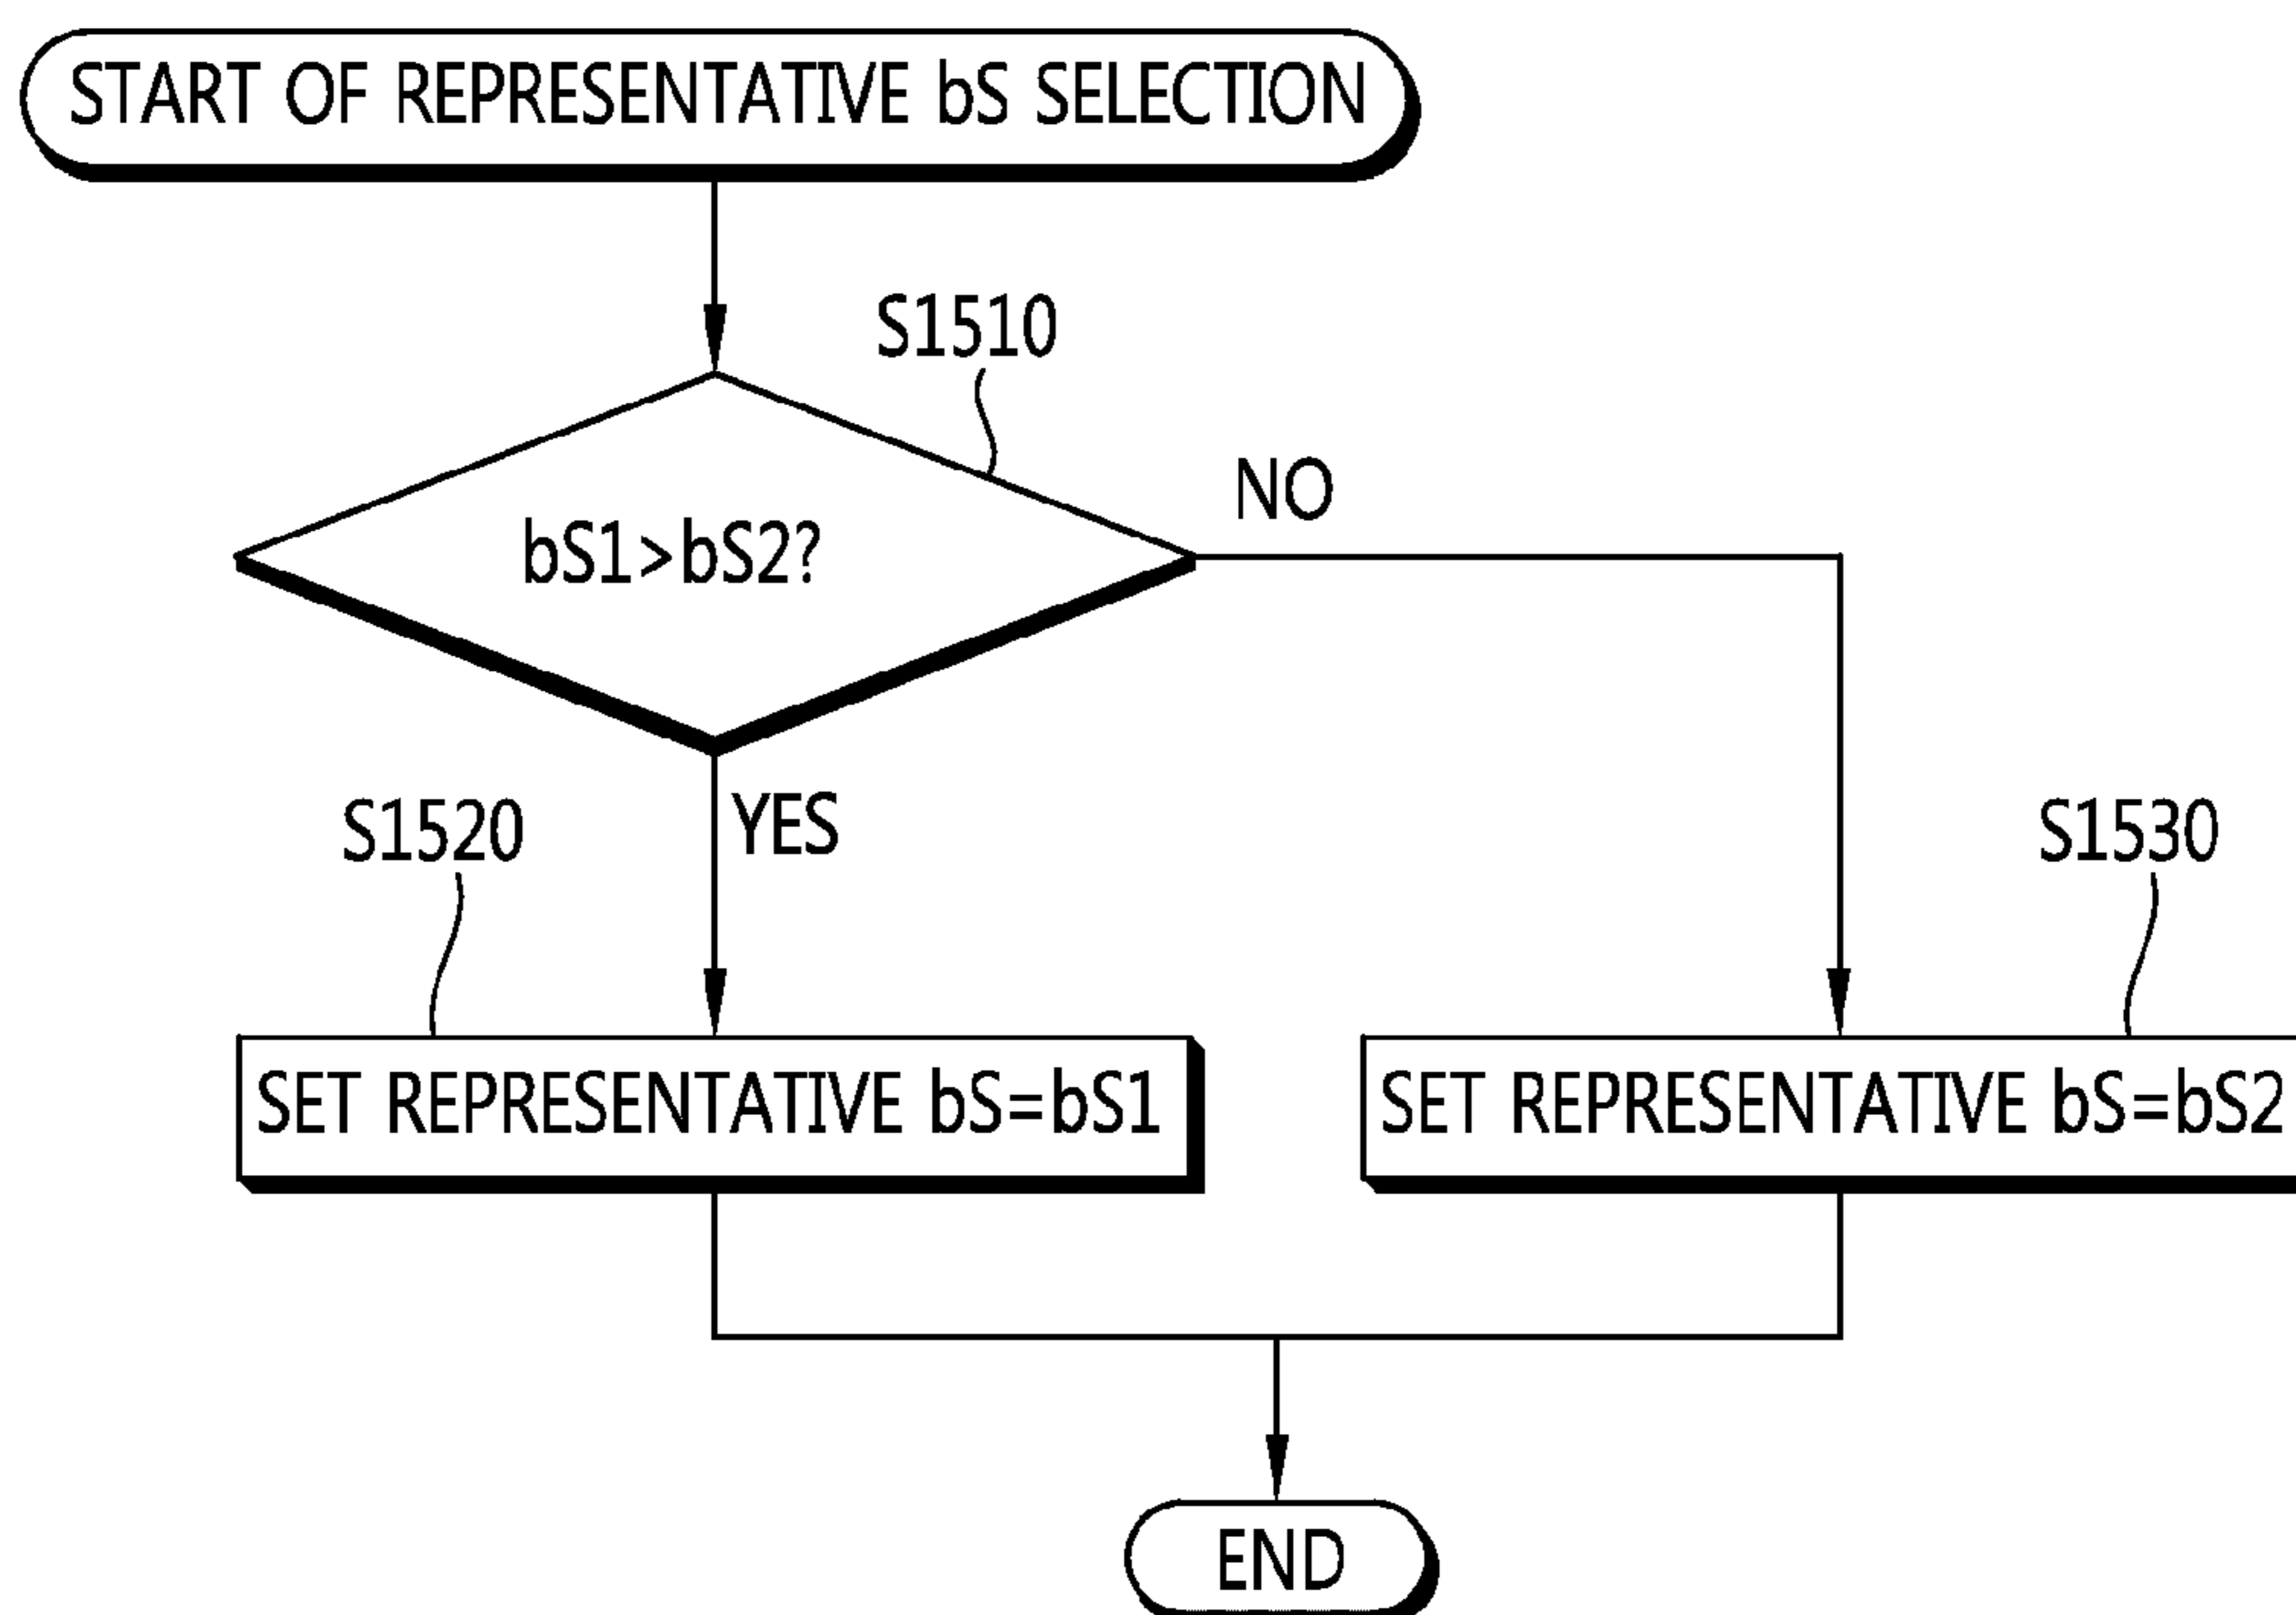 START OF REPRESENTATIVE bS SELECTION
S1510
NO
bS1>bS2?
YES
S1520
S1530
SET REPRESENTATIVE bS=bS1
SET REPRESENTATIVE bS=bS2
END